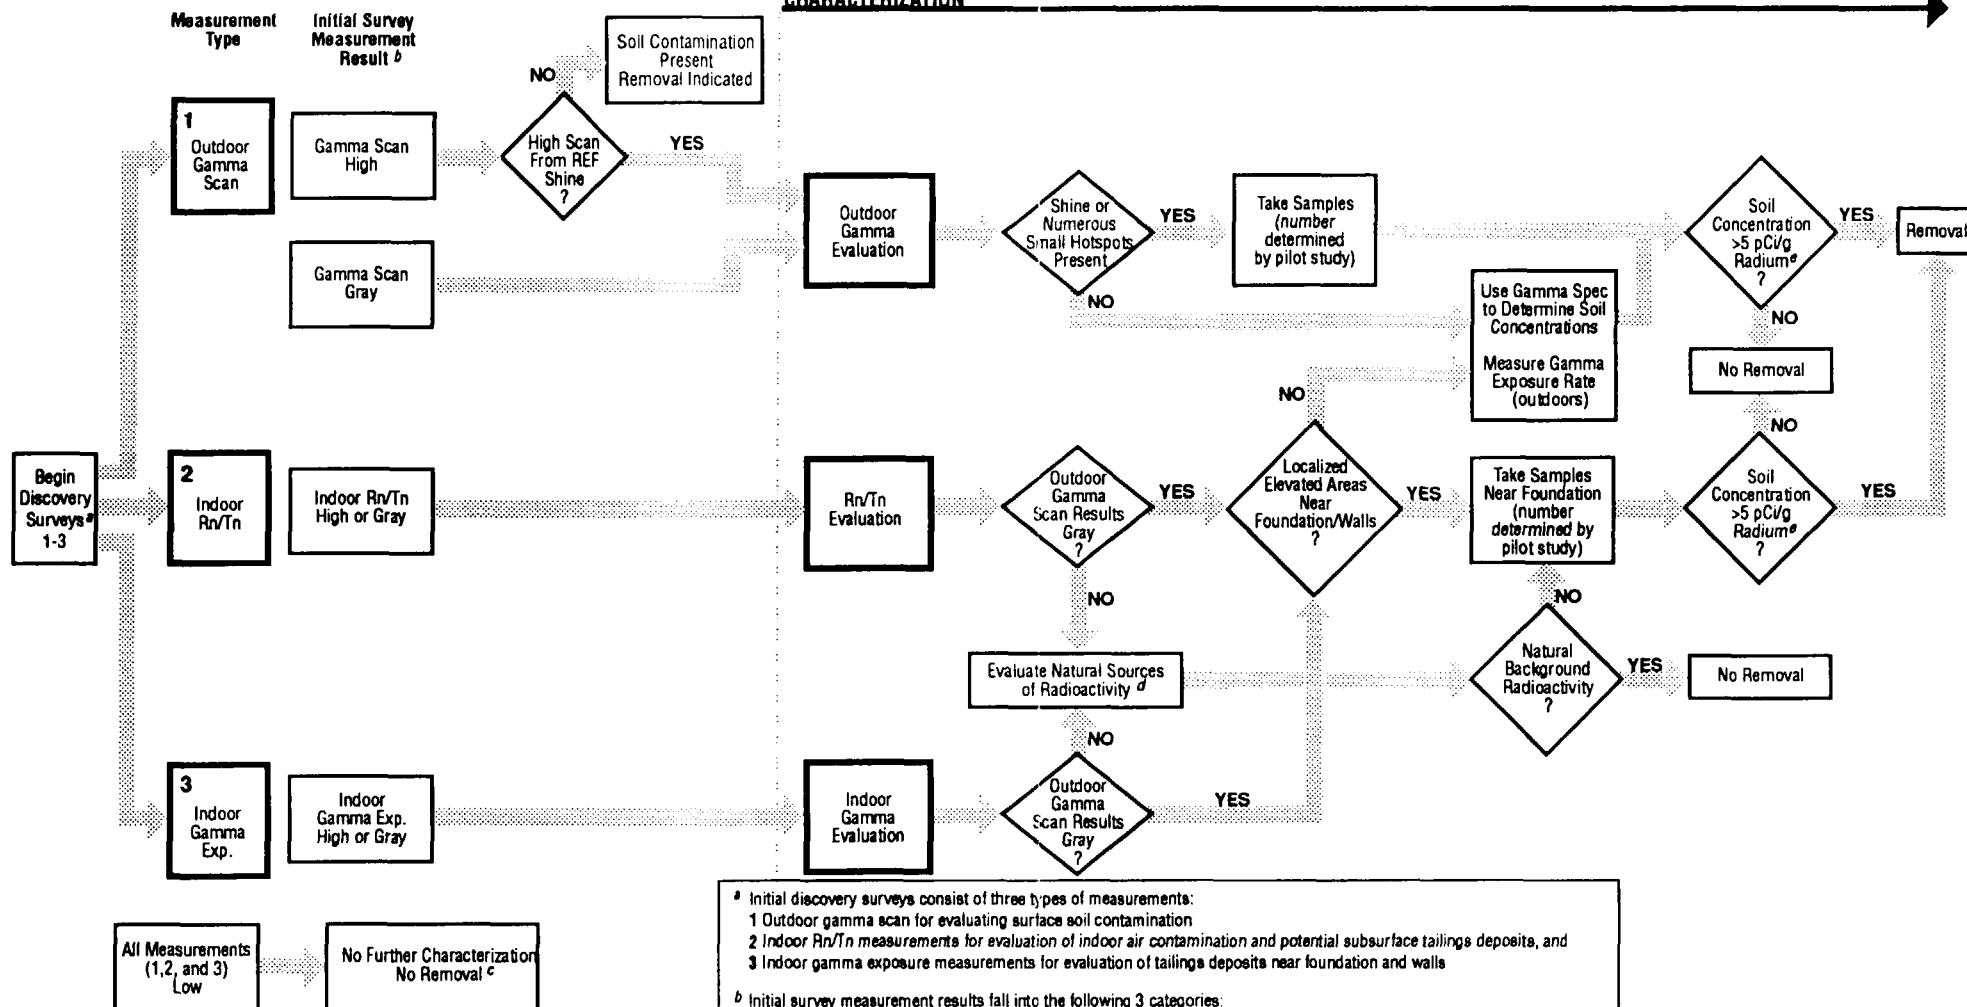 CHARACTERIZATION
Measurement
Type
Initial Survey
Measurement
Result b
NO
Soil Contamination
Present
Removal Indicated
1
Outdoor
Gamma
Scan
Gamma Scan
High
High Scan
From REF
Shine
?
YES
Gamma Scan
Gray
Outdoor
Gamma
Evaluation
Shine or
Numerous
Small Hotspots
Present
YES
NO
Take Samples
(number
determined
by pilot study)
Use Gamma Spec
to Determine Soil
Concentrations
Measure Gamma
Exposure Rate
(outdoors)
Soil
Concentration
>5 pCi/g
Radium e
?
YES
Removal
NO
No Removal
NO
Begin
Discovery
Surveys a
1-3
2
Indoor
Rn/Tn
Indoor Rn/Tn
High or Gray
Rn/Tn
Evaluation
Outdoor
Gamma
Scan Results
Gray
?
YES
NO
Localized
Elevated Areas
Near
Foundation/Walls
?
NO
YES
Take Samples
Near Foundation
(number
determined by
pilot study)
Soil
Concentration
>5 pCi/g
Radium e
?
YES
Evaluate Natural Sources
of Radioactivity d
Natural
Background
Radioactivity
?
NO
YES
No Removal
3
Indoor
Gamma
Exp.
Indoor
Gamma Exp.
High or Gray
Indoor
Gamma
Evaluation
Outdoor
Gamma
Scan Results
Gray
?
NO
YES
All Measurements
(1,2, and 3)
Low
No Further Characterization
No Removal c
a Initial discovery surveys consist of three types of measurements:
1 Outdoor gamma scan for evaluating surface soil contamination
2 Indoor Rn/Tn measurements for evaluation of indoor air contamination and potential subsurface tailings deposits, and
3 Indoor gamma exposure measurements for evaluation of tailings deposits near foundation and walls
b Initial survey measurement results fall into the following 3 categories: